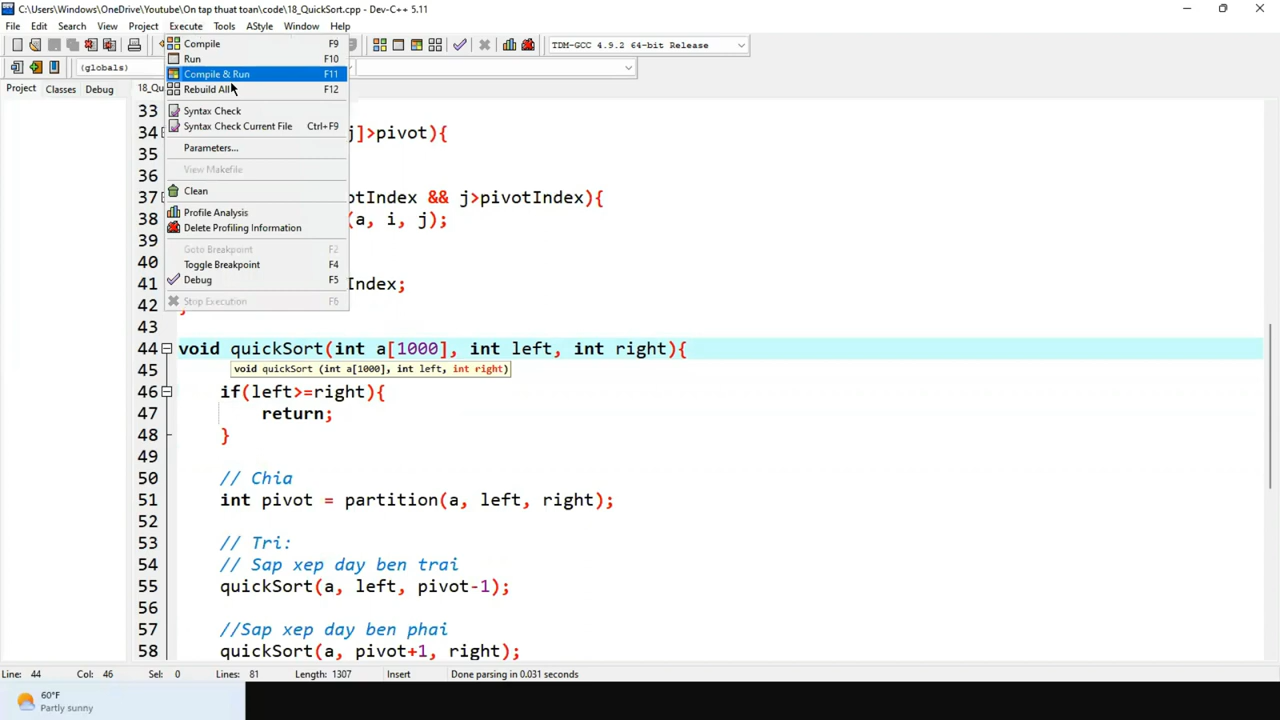 C:\Users\Windows\OneDrive\Youtube\On tap thuat toan\code\18_QuickSort.cpp - Dev-C++ 5.11
File Edit Search View Project Execute Tools AStyle Window Help
TDM-GCC 4.9.2 64-bit Release
(globals)
Project Classes Debug
18_Qu
Compile F9
Run F10
Compile & Run F11
Rebuild All F12
Syntax Check
Syntax Check Current File Ctrl+F9
Parameters...
View Makefile
Clean
Profile Analysis
Delete Profiling Information
Goto Breakpoint F2
Toggle Breakpoint F4
Debug F5
Stop Execution F6
33
34 j]>pivot){
35
36
37 otIndex && j>pivotIndex){
38 (a, i, j);
39
40
41 Index;
42
43
44 void quickSort(int a[1000], int left, int right){
45 void quickSort (int a[1000], int left, int right)
46 if(left>=right){
47 return;
48 }
49
50 // Chia
51 int pivot = partition(a, left, right);
52
53 // Tri:
54 // Sap xep day ben trai
55 quickSort(a, left, pivot-1);
56
57 //Sap xep day ben phai
58 quickSort(a, pivot+1, right);
Line: 44 Col: 46 Sel: 0 Lines: 81 Length: 1307 Insert Done parsing in 0.031 seconds
60°F
Partly sunny